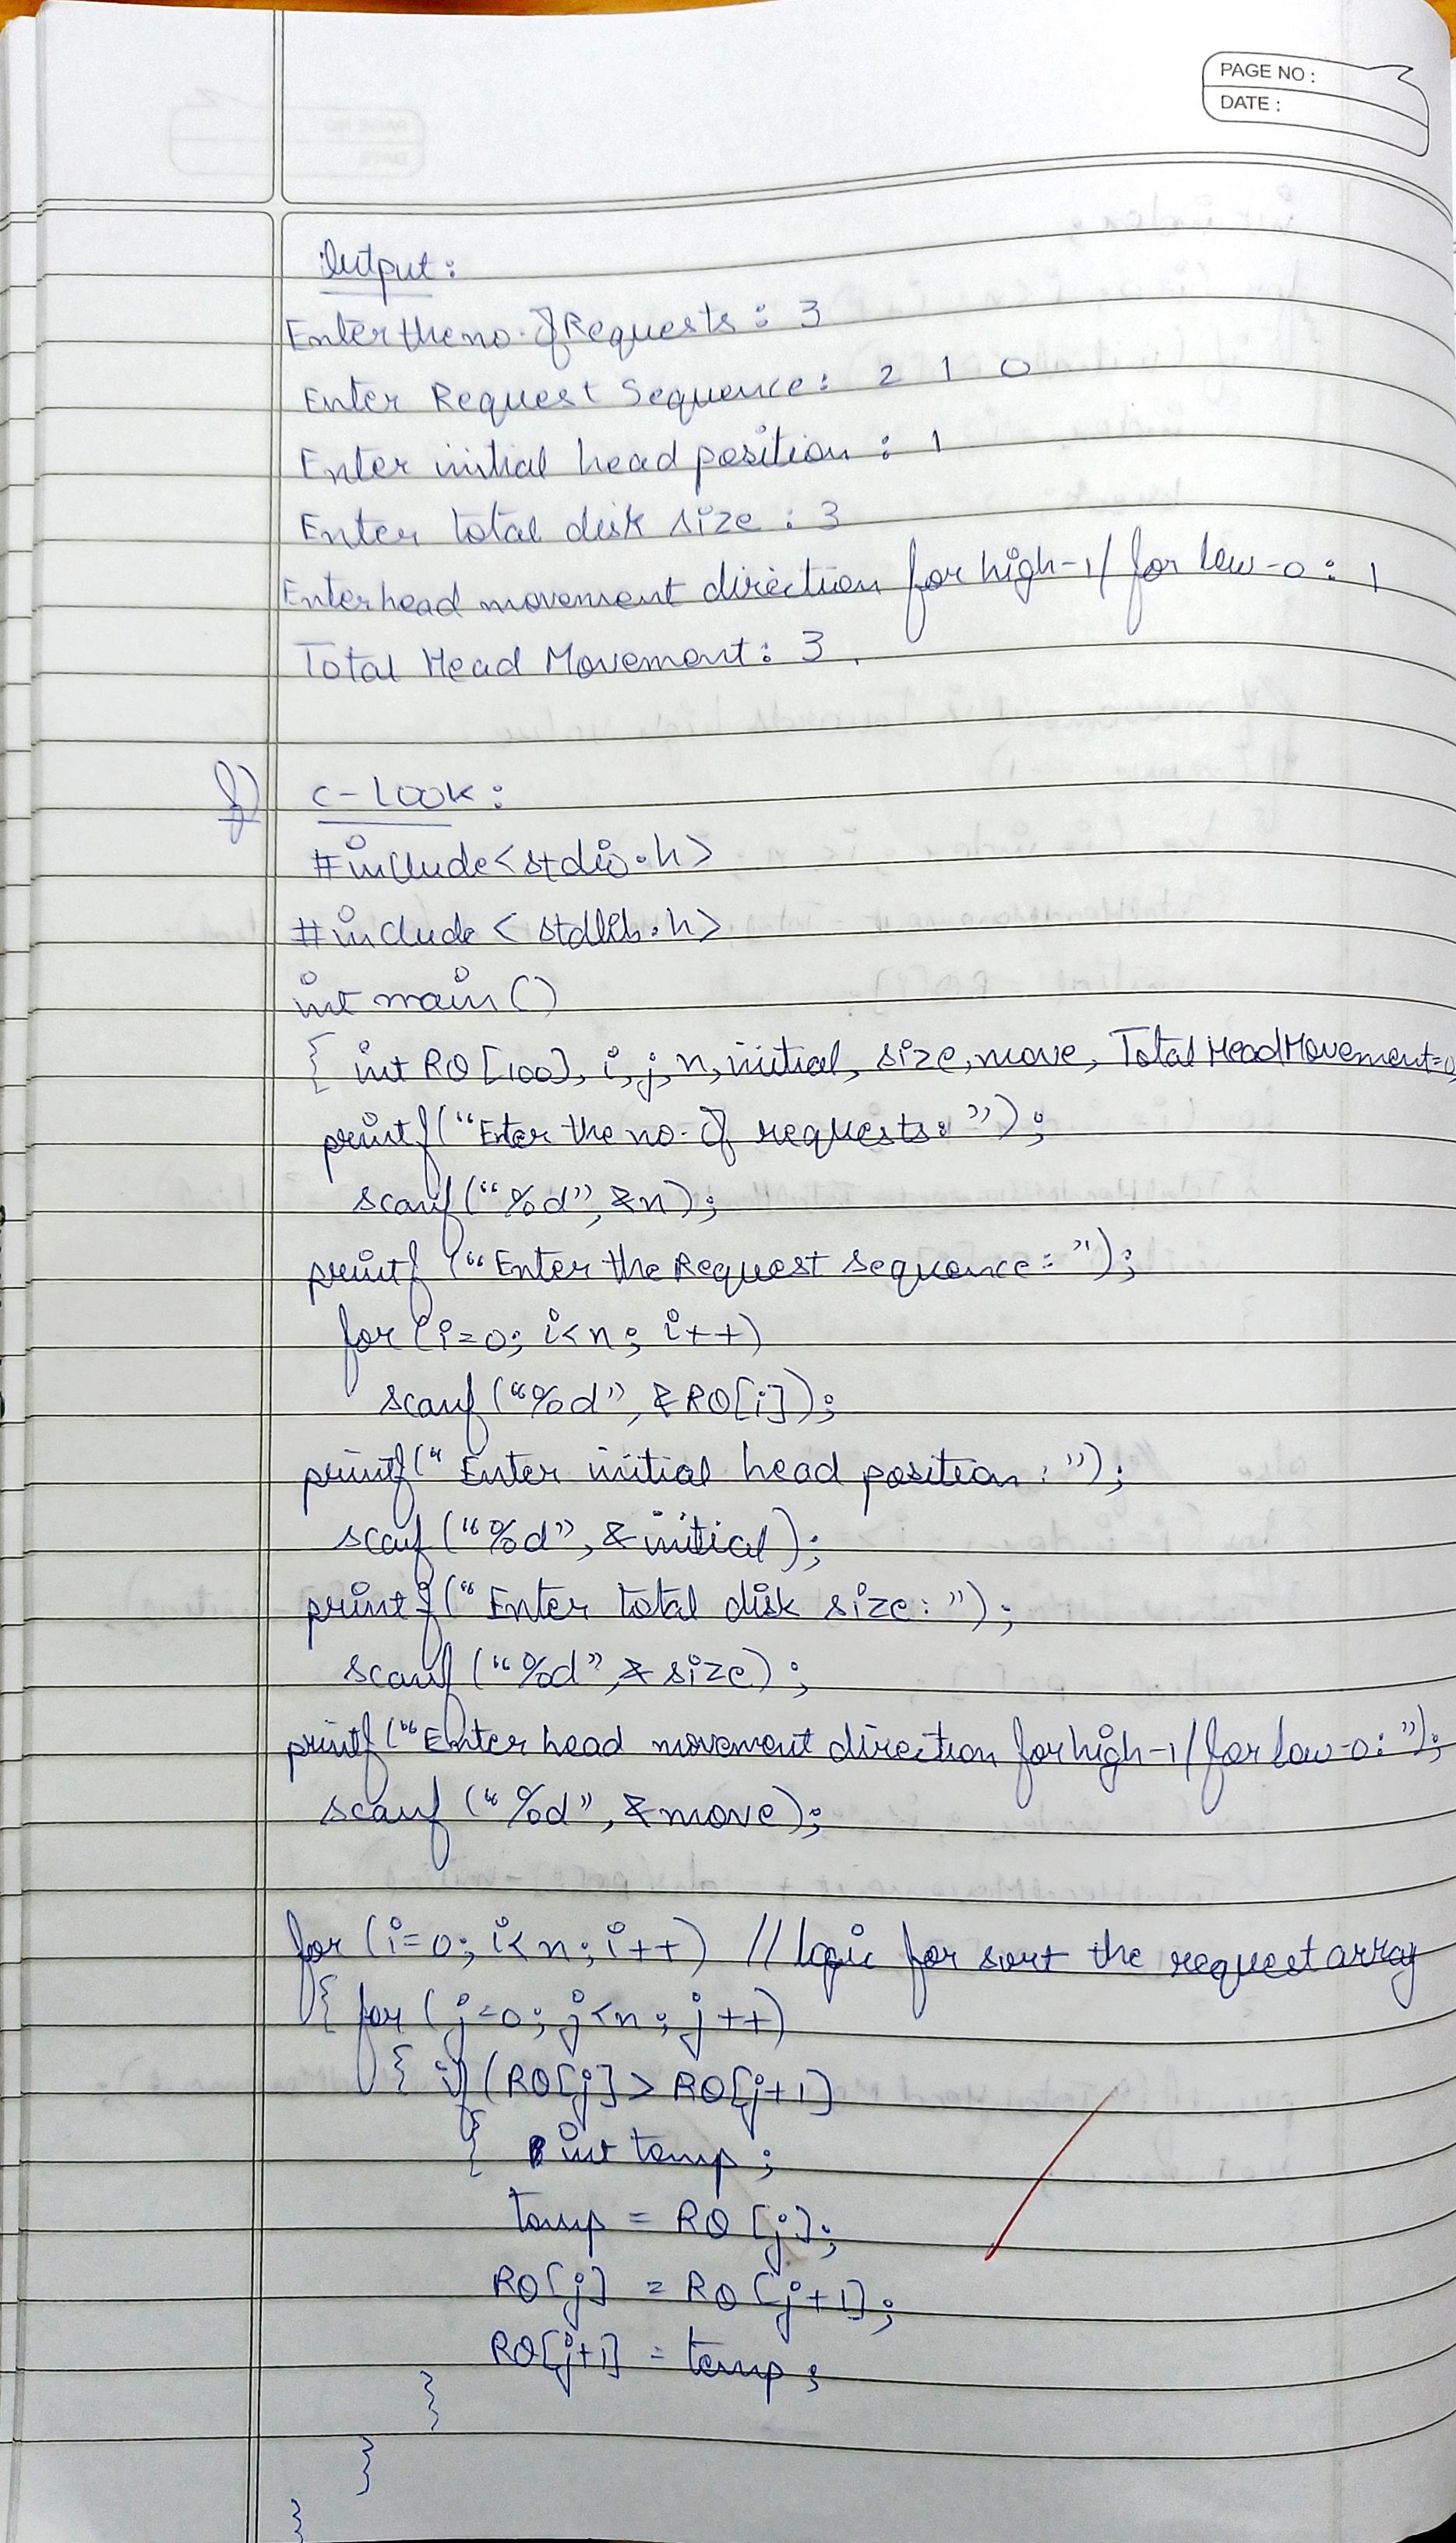 PAGE NO :
DATE :
Output:
Enter the no. of Requests : 3
Enter Request Sequence : 2 1 0
Enter initial head position : 1
Enter total disk size : 3
Enter head movement direction for high-1/ for low-0 : 1
Total Head Movement : 3.
f) C-LOOK :
#include<stdio.h>
#include <stdlib.h>
int main()
{ int RQ[100], i, j, n, initial, size, move, TotalHeadMovement=0
printf("Enter the no. of requests: ");
scanf("%d", &n);
printf ("Enter the Request sequence: ");
for (i=0; i<n; i++)
scanf ("%d", &RQ[i]);
printf(" Enter initial head position: ");
scanf ("%d", &initial);
printf ("Enter total disk size: ");
scanf ("%d", & size);
printf ("Enter head movement direction for high-1/for low-0: ");
scanf ("%d", &move);
for (i=0; i<n; i++) //logic for sort the request array
{ for (j=0; j<n; j++)
{ if (RQ[j] > RQ[j+1]
{ int temp;
temp = RQ[j];
RQ[j] = RQ[j+1];
RQ[j+1] = temp;
}
}
}